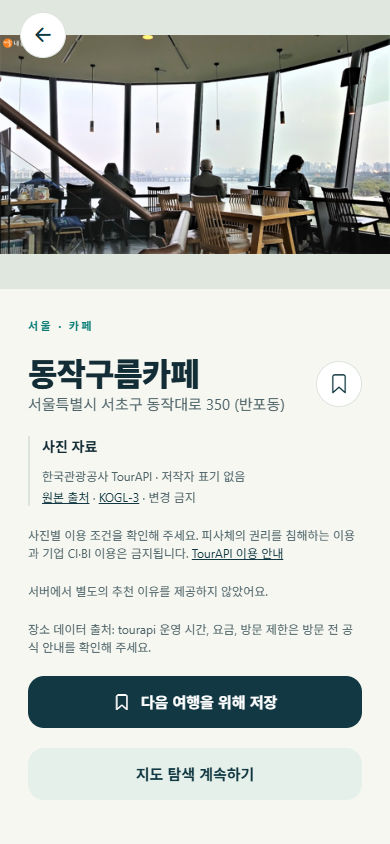 서울 · 카페
동작구름카페
서울특별시 서초구 동작대로 350 (반포동)
사진 자료
한국관광공사 TourAPI · 저작자 표기 없음
원본 출처 · KOGL-3 · 변경 금지
사진별 이용 조건을 확인해 주세요. 피사체의 권리를 침해하는 이용
과 기업 CI·BI 이용은 금지됩니다. TourAPI 이용 안내
서버에서 별도의 추천 이유를 제공하지 않았어요.
장소 데이터 출처: tourapi 운영 시간, 요금, 방문 제한은 방문 전 공
식 안내를 확인해 주세요.
다음 여행을 위해 저장
지도 탐색 계속하기